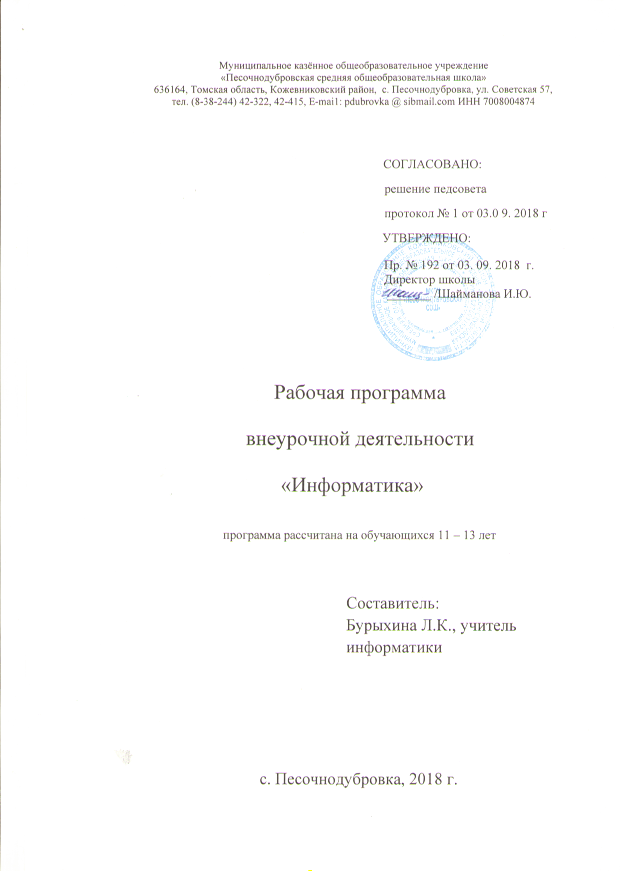 Муниципальное казённое общеобразовательное учреждение
«Песочнодубровская средняя общеобразовательная школа»
636164, Томская область, Кожевниковский район, с. Песочнодубровка, ул. Советская 57,
тел. (8-38-244) 42-322, 42-415, E-mail: pdubrovka @ sibmail.com ИНН 7008004874
СОГЛАСОВАНО:
решение педсовета
протокол № 1 от 03.0 9. 2018 г
УТВЕРЖДЕНО:
Пр. № 192 от 03. 09. 2018 г.
Директор школы
/Шайманова И.Ю.
Рабочая программа
внеурочной деятельности
«Информатика»
программа рассчитана на обучающихся 11 – 13 лет
Составитель:
Бурыхина Л.К., учитель
информатики
с. Песочнодубровка, 2018 г.